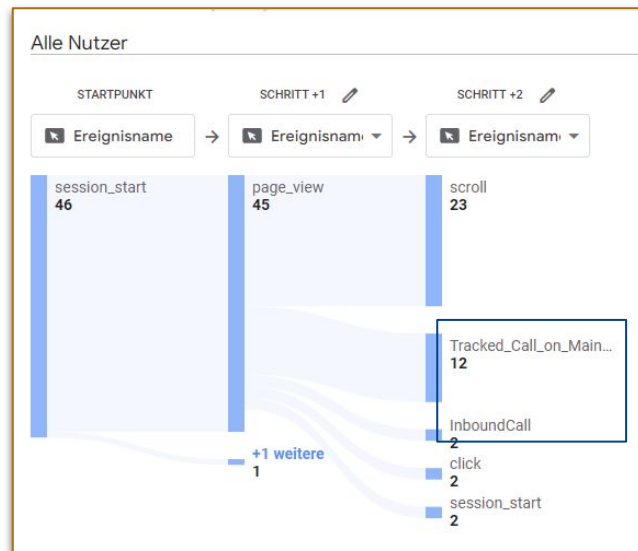 Alle Nutzer
STARTPUNKT
SCHRITT +1
SCHRITT +2
Ereignisname
Ereignisnam
Ereignisnam
session_start
46
page_view
45
+1 weitere
1
scroll
23
Tracked_Call_on_Main...
12
InboundCall
2
click
2
session_start
2